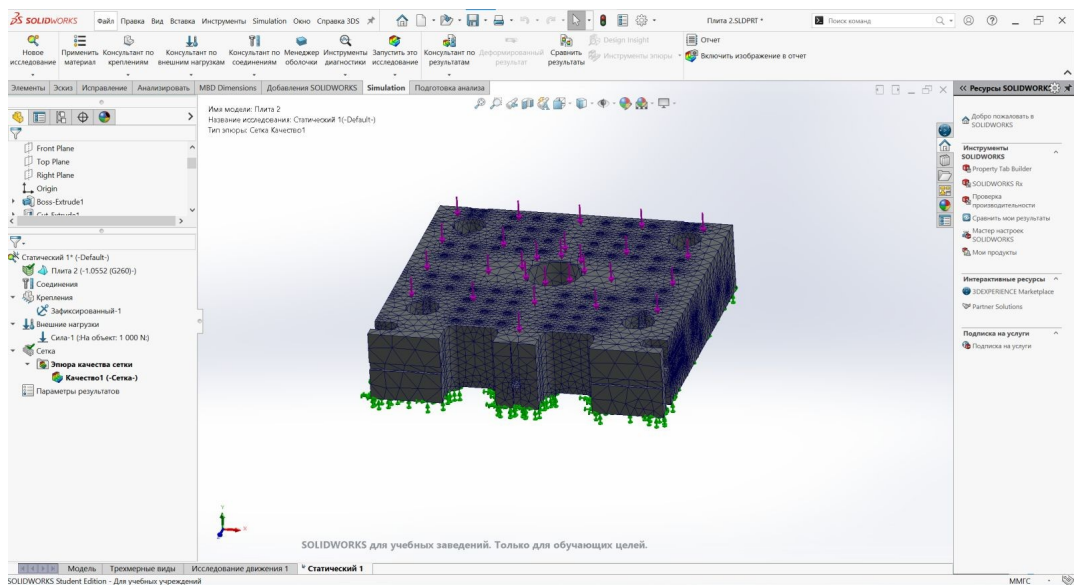 SOLIDWORKS Файл Правка Вид Вставка Инструменты Simulation Окно Справка 3DS Плита 2.SLDPRT * Поиск команд
Новое исследование
Применить материал
Консультант по креплениям
Консультант по внешним нагрузкам
Консультант по соединениям
Менеджер оболочки
Инструменты диагностики
Запустить это исследование
Консультант по результатам
Деформированный результат
Сравнить результаты
Design Insight
Инструменты эпюры
Отчет
Включить изображение в отчет
Элементы Эскиз Исправление Анализировать MBD Dimensions Добавления SOLIDWORKS Simulation Подготовка анализа
Front Plane
Top Plane
Right Plane
Origin
Boss-Extrude1
Cut-Extrude1
Статический 1* (-Default-)
Плита 2 (-1.0552 (G260)-)
Соединения
Крепления
Зафиксированный-1
Внешние нагрузки
Сила-1 (:На объект: 1 000 N:)
Сетка
Эпюра качества сетки
Качество1 (-Сетка-)
Параметры результатов
Имя модели: Плита 2
Название исследования: Статический 1(-Default-)
Тип эпюры: Сетка Качество1
Y
X
SOLIDWORKS для учебных заведений. Только для обучающих целей.
<< Ресурсы SOLIDWORKS
Добро пожаловать в
SOLIDWORKS
Инструменты
SOLIDWORKS
Property Tab Builder
SOLIDWORKS Rx
Проверка
производительности
Сравнить мои результаты
Мастер настроек
SOLIDWORKS
Мои продукты
Интерактивные ресурсы
3DEXPERIENCE Marketplace
Partner Solutions
Подписка на услуги
Подписка на услуги
Модель Трехмерные виды Исследование движения 1 Статический 1
SOLIDWORKS Student Edition - Для учебных учреждений ММГС